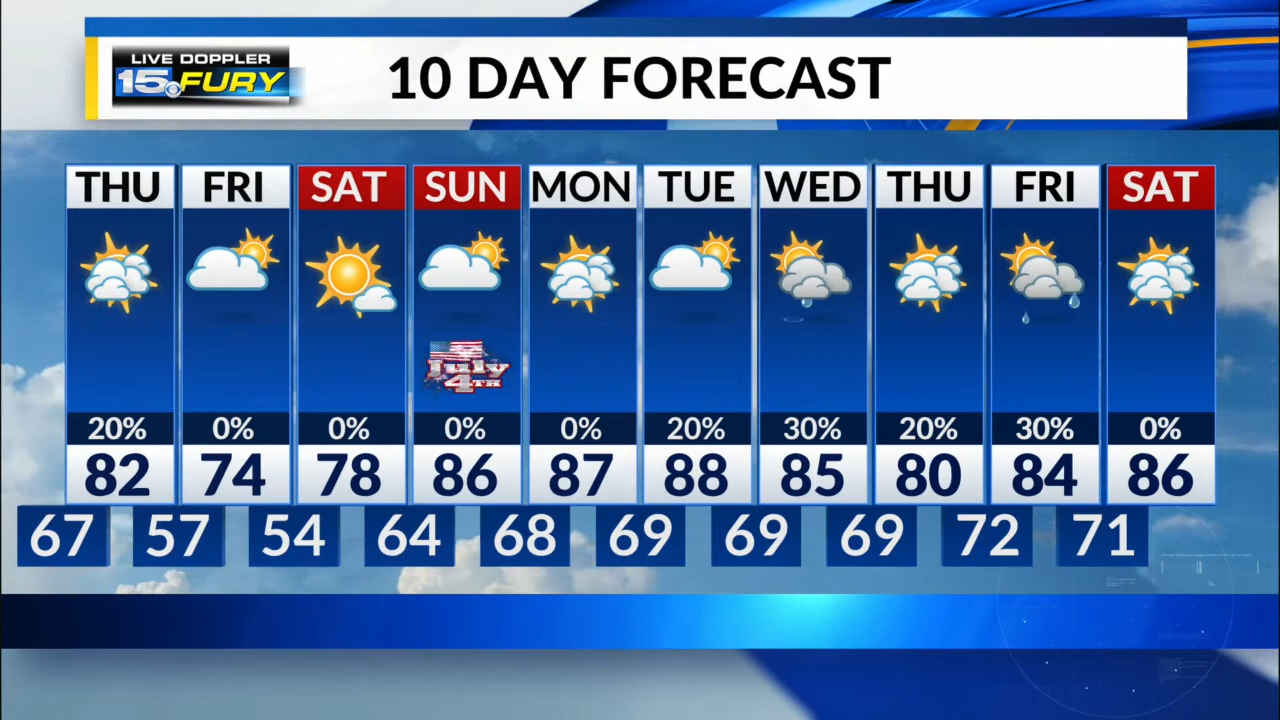 LIVE DOPPLER
15 FURY
10 DAY FORECAST
THU FRI SAT SUN MON TUE WED THU FRI SAT
July
4TH
20% 0% 0% 0% 0% 20% 30% 20% 30% 0%
82 74 78 86 87 88 85 80 84 86
67 57 54 64 68 69 69 69 72 71